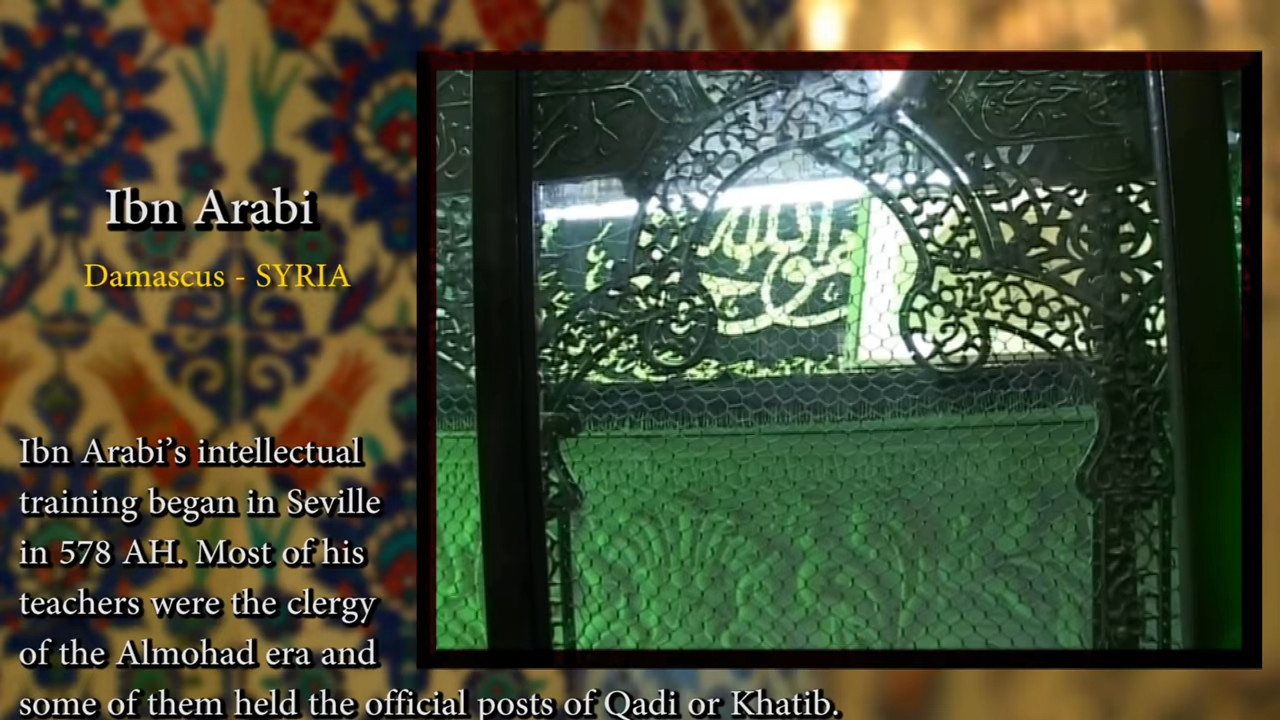 Ibn Arabi
Damascus - SYRIA
Ibn Arabi’s intellectual
training began in Seville
in 578 AH. Most of his
teachers were the clergy
of the Almohad era and
some of them held the official posts of Qadi or Khatib.
الله